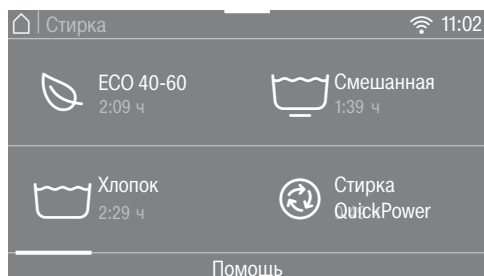 Стирка
11:02
ECO 40-60
2:09 ч
Смешанная
1:39 ч
Хлопок
2:29 ч
Стирка
QuickPower
Помощь